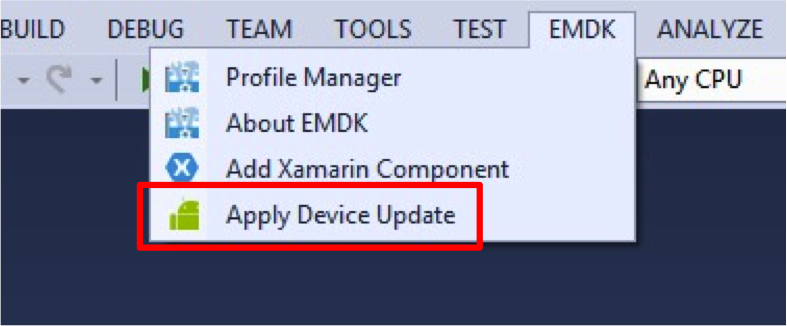 BUILD DEBUG TEAM TOOLS TEST EMDK ANALYZE
Any CPU
Profile Manager
About EMDK
Add Xamarin Component
Apply Device Update